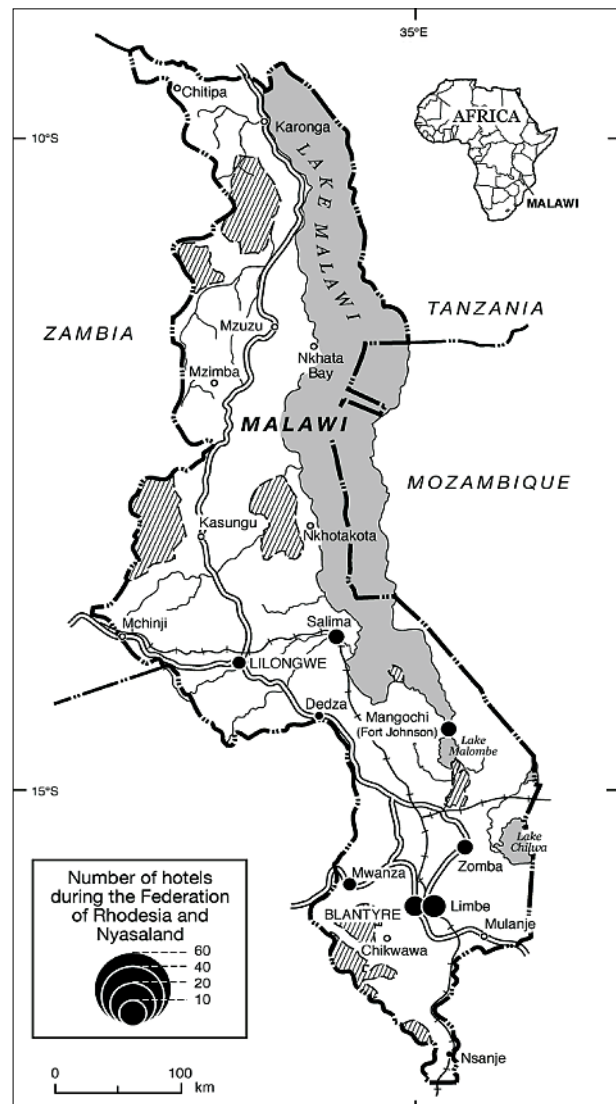 35°E
Chitipa
10°S
Karonga
LAKE MALAWI
AFRICA
MALAWI
TANZANIA
ZAMBIA
Mzuzu
Nkhata
Bay
Mzimba
MALAWI
MOZAMBIQUE
Kasungu
Nkhotakota
Mchinji
Salima
LILONGWE
Dedza
Mangochi
(Fort Johnson)
Lake
Malombe
15°S
Lake
Chilwa
Zomba
Mwanza
BLANTYRE
Limbe
Mulanje
Chikwawa
Nsanje
Number of hotels
during the Federation
of Rhodesia and
Nyasaland
60
40
20
10
0 100
km